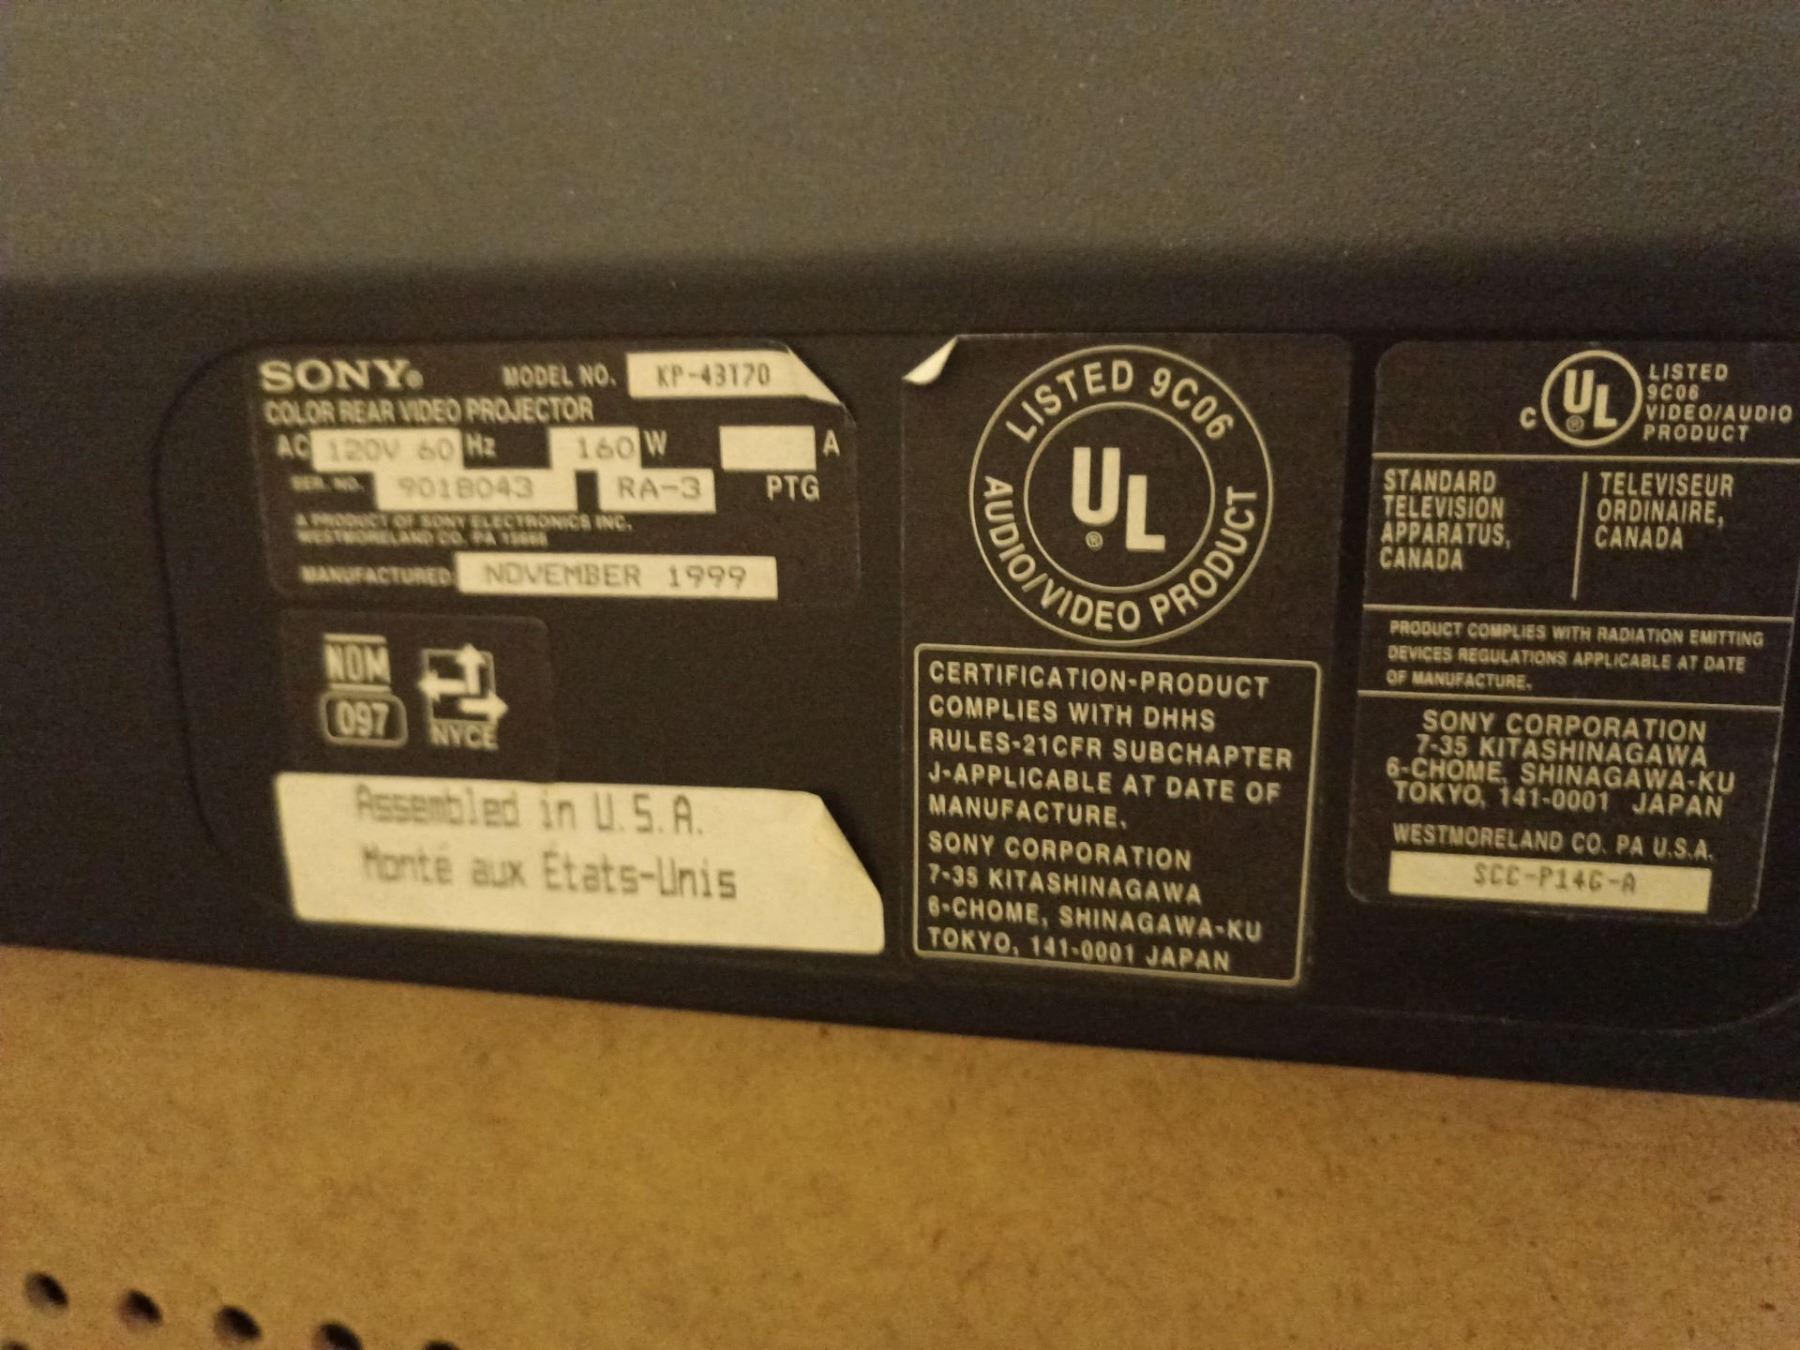 SONY®
MODEL NO. KP-43T70
COLOR REAR VIDEO PROJECTOR
AC 120V 60 Hz 160 W A
SER. NO. 9018043 RA-3 PTG
A PRODUCT OF SONY ELECTRONICS INC.
WESTMORELAND CO. PA
MANUFACTURED NOVEMBER 1999
NOM
097
NYCE
Assembled in U.S.A.
Monté aux États-Unis
LISTED 9C06
UL
®
AUDIO/VIDEO PRODUCT
CERTIFICATION-PRODUCT
COMPLIES WITH DHHS
RULES-21CFR SUBCHAPTER
J-APPLICABLE AT DATE OF
MANUFACTURE.
SONY CORPORATION
7-35 KITASHINAGAWA
6-CHOME, SHINAGAWA-KU
TOKYO, 141-0001 JAPAN
C UL ®
LISTED
9C06
VIDEO/AUDIO
PRODUCT
STANDARD
TELEVISION
APPARATUS,
CANADA
TELEVISEUR
ORDINAIRE,
CANADA
PRODUCT COMPLIES WITH RADIATION EMITTING
DEVICES REGULATIONS APPLICABLE AT DATE
OF MANUFACTURE.
SONY CORPORATION
7-35 KITASHINAGAWA
6-CHOME, SHINAGAWA-KU
TOKYO, 141-0001 JAPAN
WESTMORELAND CO. PA U.S.A.
SCC-P14G-A